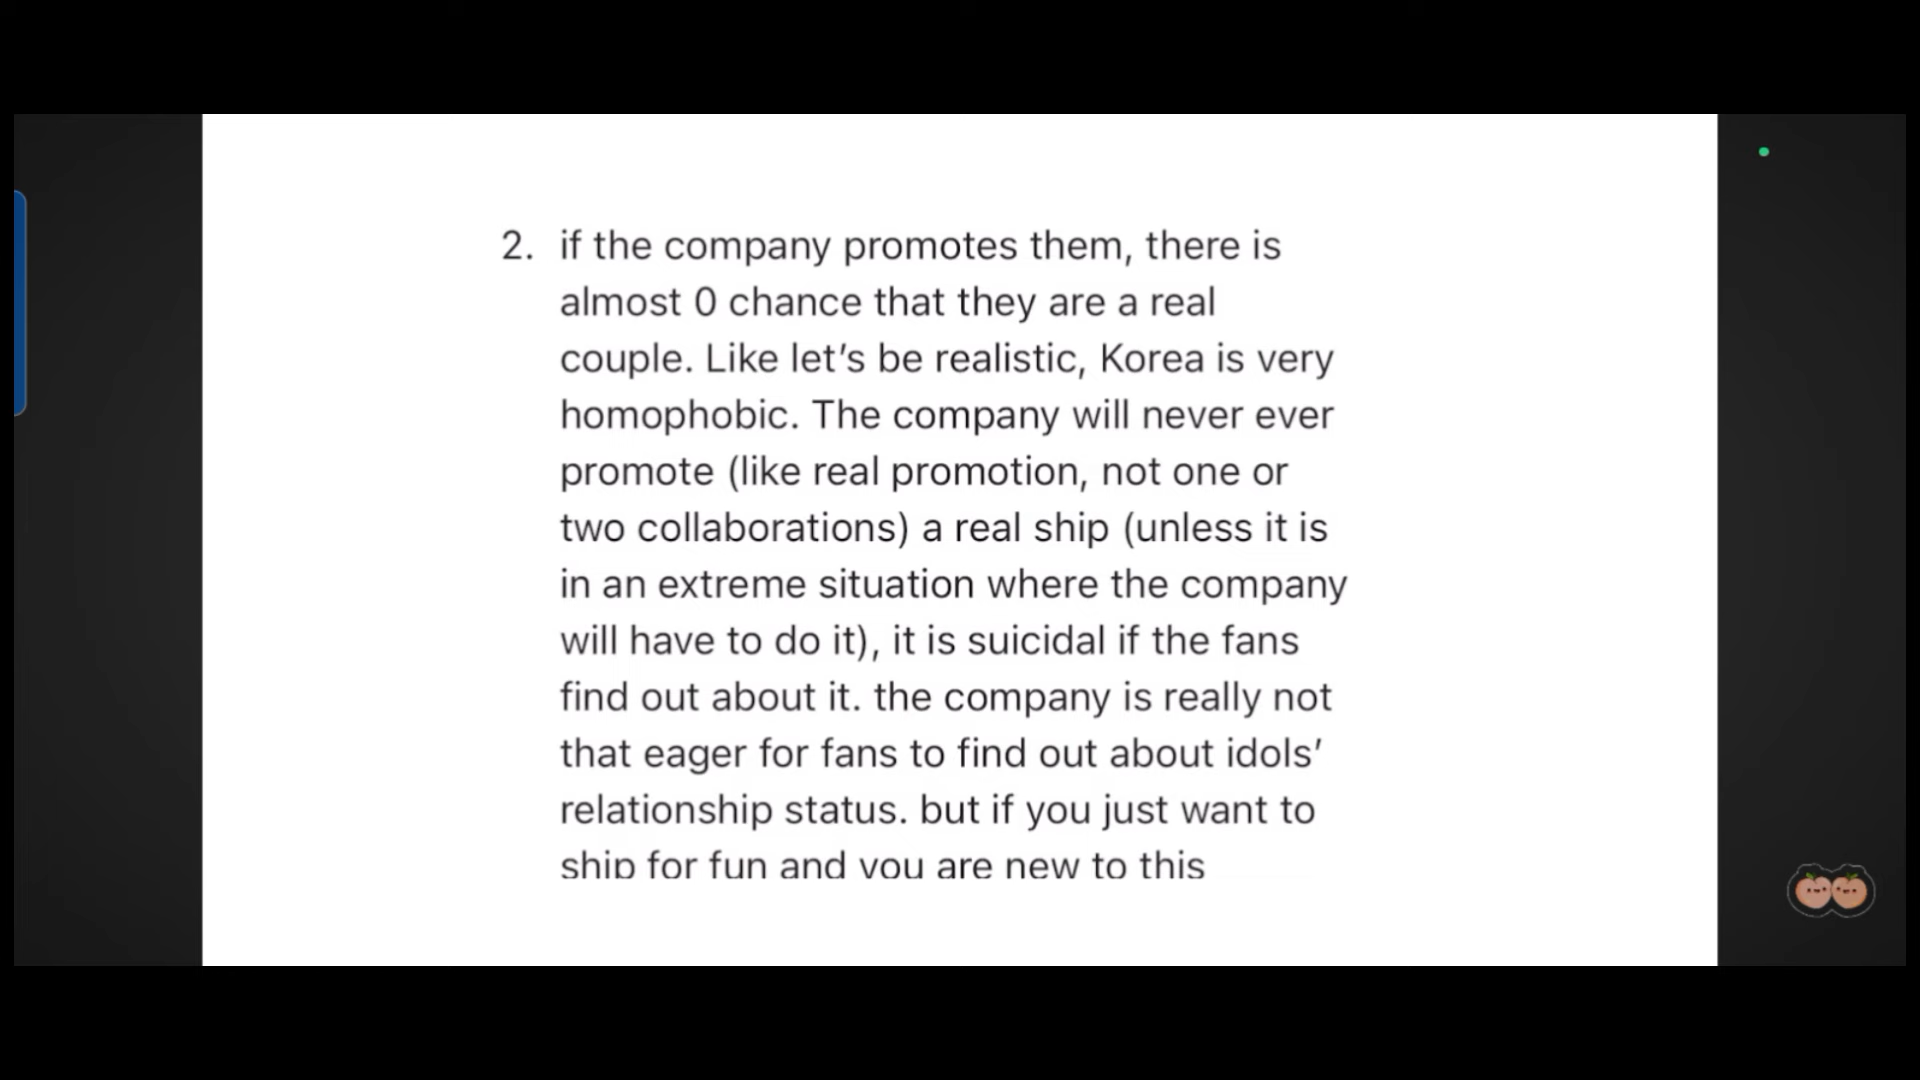 2. if the company promotes them, there is
almost 0 chance that they are a real
couple. Like let’s be realistic, Korea is very
homophobic. The company will never ever
promote (like real promotion, not one or
two collaborations) a real ship (unless it is
in an extreme situation where the company
will have to do it), it is suicidal if the fans
find out about it. the company is really not
that eager for fans to find out about idols’
relationship status. but if you just want to
ship for fun and you are new to this